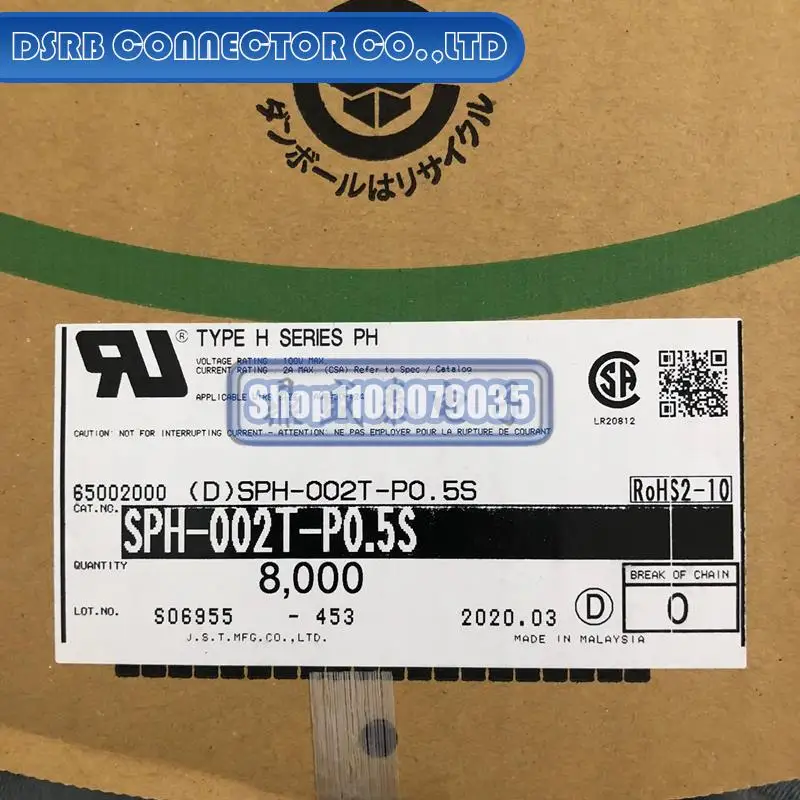 DSRB CONNECTOR CO.,LTD
ダンボールはリサイクル
® TYPE H SERIES PH
VOLTAGE RATING : 100V MAX.
CURRENT RATING : 2A MAX. (CSA) Refer to Spec / Catalog
APPLICABLE
Shop1108079035
CAUTION: NOT FOR INTERRUPTING CURRENT - ATTENTION: NE PAS EMPLOYER POUR LA RUPTURE DE COURANT
CSA
LR20812
65002000 (D)SPH-002T-P0.5S
RoHS2-10
CAT.NO.
SPH-002T-P0.5S
QUANTITY
8,000
BREAK OF CHAIN
0
LOT.NO.
S06955 - 453
2020.03 D
J.S.T.MFG.CO.,LTD.
MADE IN MALAYSIA